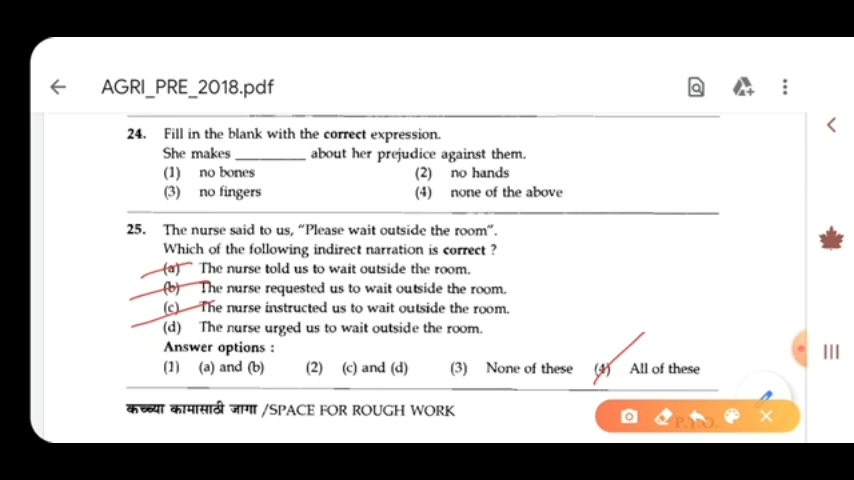 AGRI_PRE_2018.pdf
24. Fill in the blank with the correct expression.
She makes __________ about her prejudice against them.
(1) no bones (2) no hands
(3) no fingers (4) none of the above
25. The nurse said to us, “Please wait outside the room”.
Which of the following indirect narration is correct ?
(a) The nurse told us to wait outside the room.
(b) The nurse requested us to wait outside the room.
(c) The nurse instructed us to wait outside the room.
(d) The nurse urged us to wait outside the room.
Answer options :
(1) (a) and (b) (2) (c) and (d) (3) None of these (4) All of these
कच्च्या कामासाठी जागा /SPACE FOR ROUGH WORK
P.T.O.